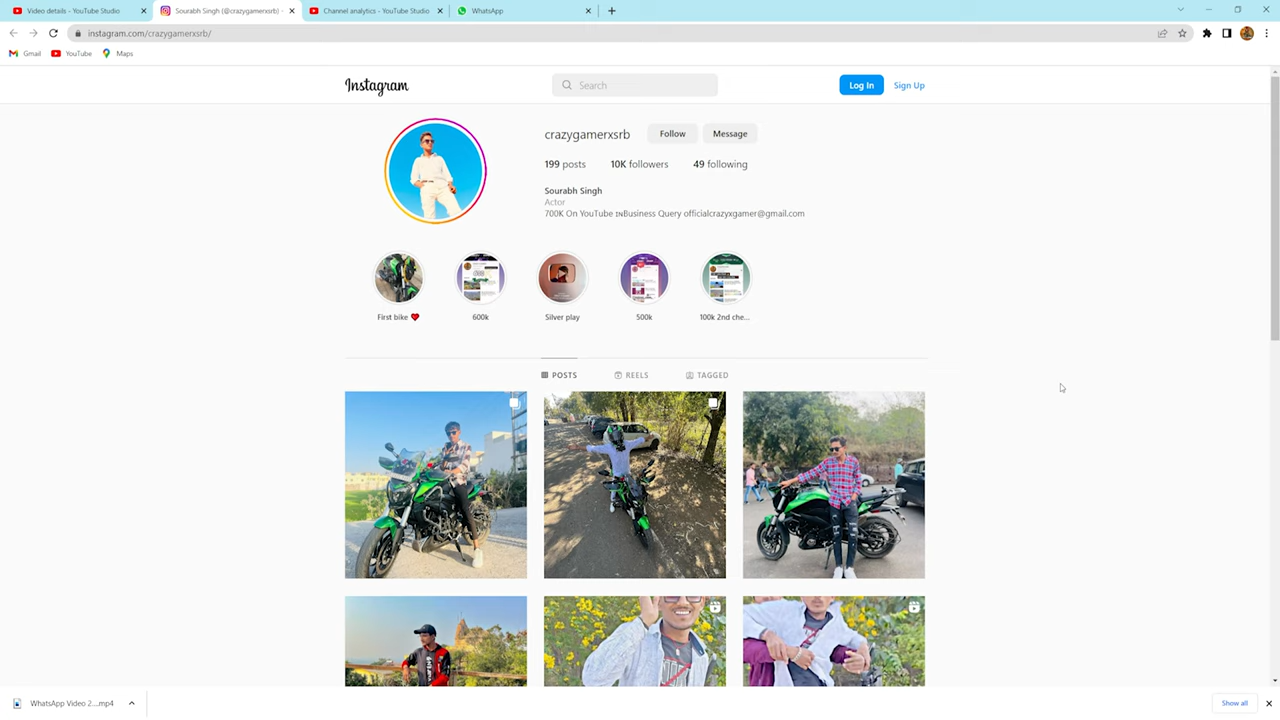 Video details - YouTube Studio
Sourabh Singh (@crazygamerxsrb) ·
Channel analytics - YouTube Studio
WhatsApp
instagram.com/crazygamerxsrb/
Gmail
YouTube
Maps
Instagram
Search
Log In
Sign Up
crazygamerxsrb
Follow
Message
199 posts
10K followers
49 following
Sourabh Singh
Actor
700K On YouTube ɪɴBusiness Query officialcrazyxgamer@gmail.com
First bike ❤
600k
Silver play
500k
100k 2nd che...
POSTS
REELS
TAGGED
WhatsApp Video 2....mp4
Show all